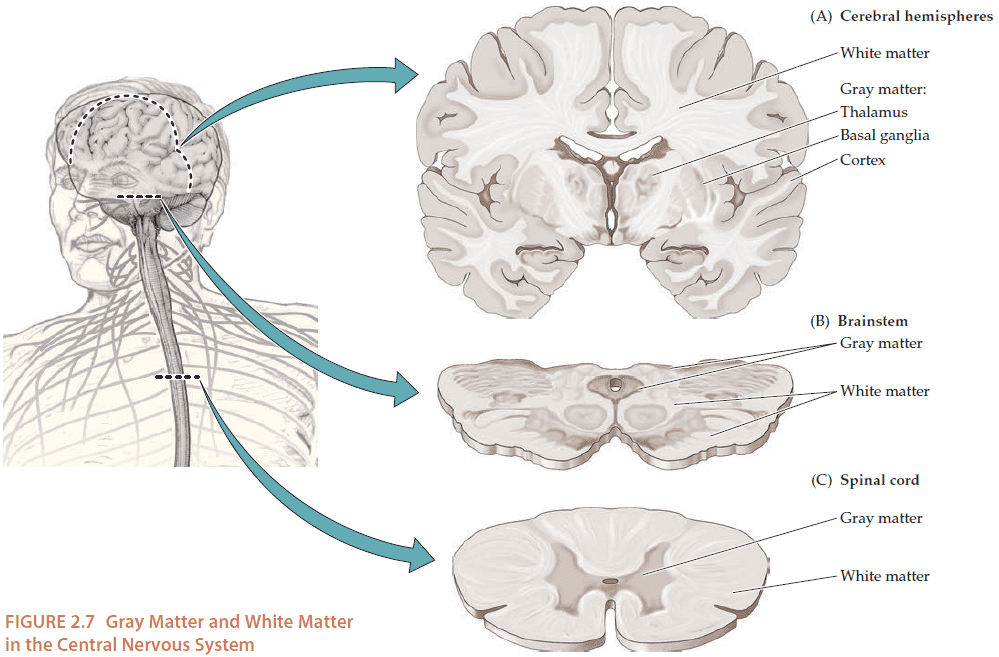 (A) Cerebral hemispheres
White matter
Gray matter:
Thalamus
Basal ganglia
Cortex
(B) Brainstem
Gray matter
White matter
(C) Spinal cord
Gray matter
White matter
FIGURE 2.7 Gray Matter and White Matter
in the Central Nervous System